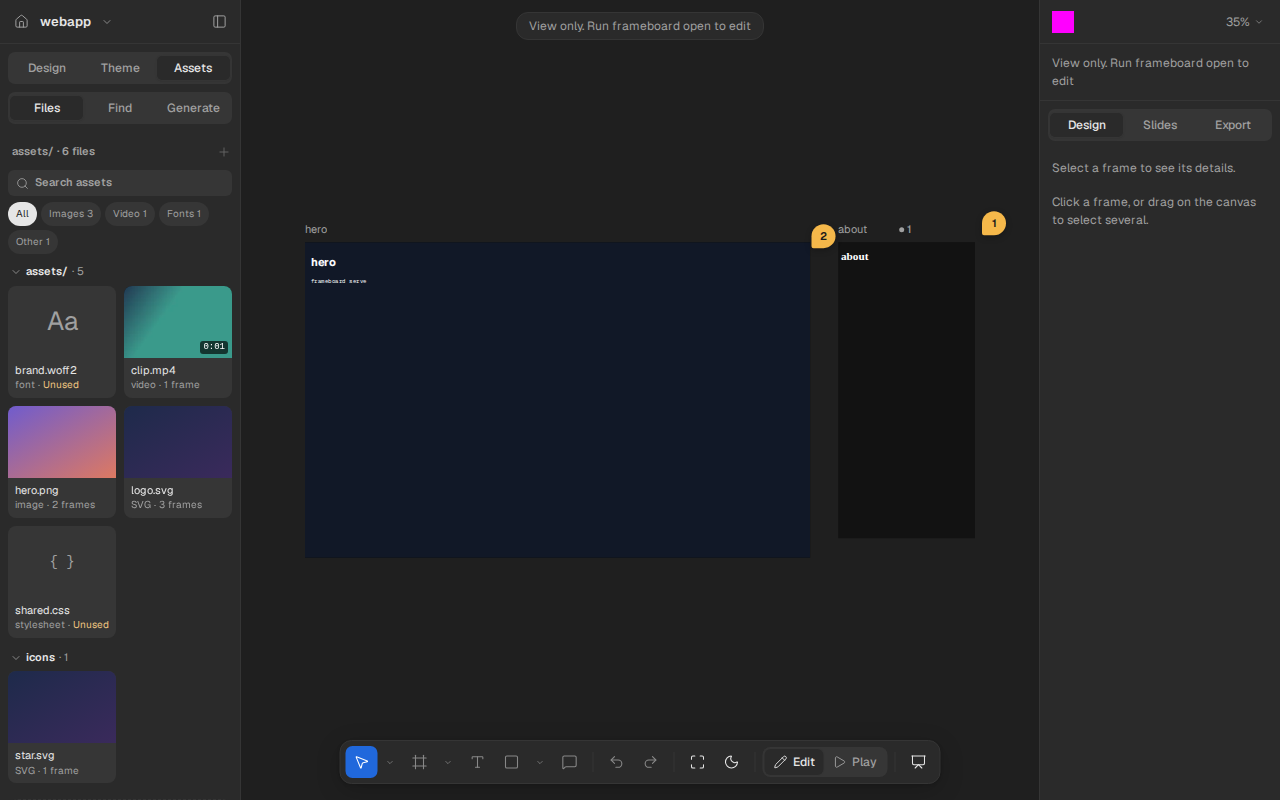 webapp
View only. Run frameboard open to edit
35%
Design Theme Assets
Files Find Generate
assets/ · 6 files
Search assets
All Images 3 Video 1 Fonts 1
Other 1
assets/ · 5
Aa
brand.woff2
font · Unused
0:01
clip.mp4
video · 1 frame
hero.png
image · 2 frames
logo.svg
SVG · 3 frames
{ }
shared.css
stylesheet · Unused
icons · 1
star.svg
SVG · 1 frame
hero
2
hero
frameboard serve
about
1
1
about
Edit
Play
View only. Run frameboard open to
edit
Design Slides Export
Select a frame to see its details.
Click a frame, or drag on the canvas
to select several.